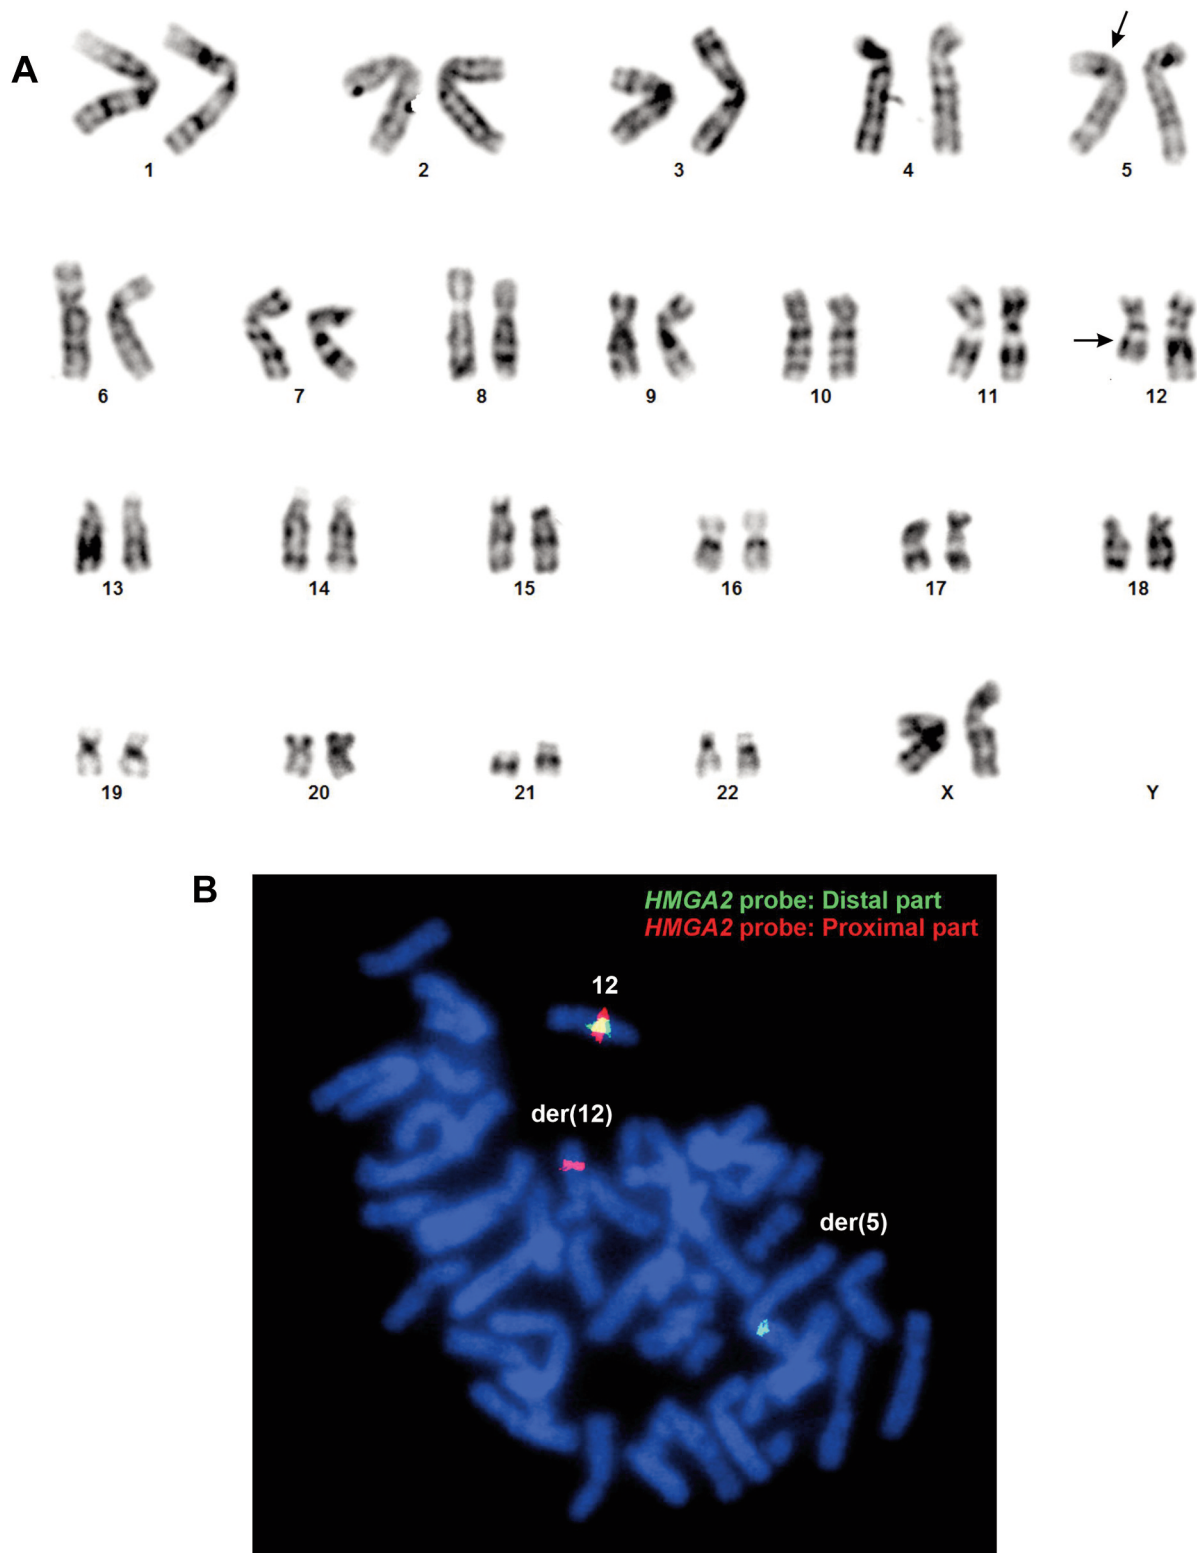 A
1 2 3 4 5
6 7 8 9 10 11 12
13 14 15 16 17 18
19 20 21 22 X Y
B
HMGA2 probe: Distal part
HMGA2 probe: Proximal part
12
der(12)
der(5)